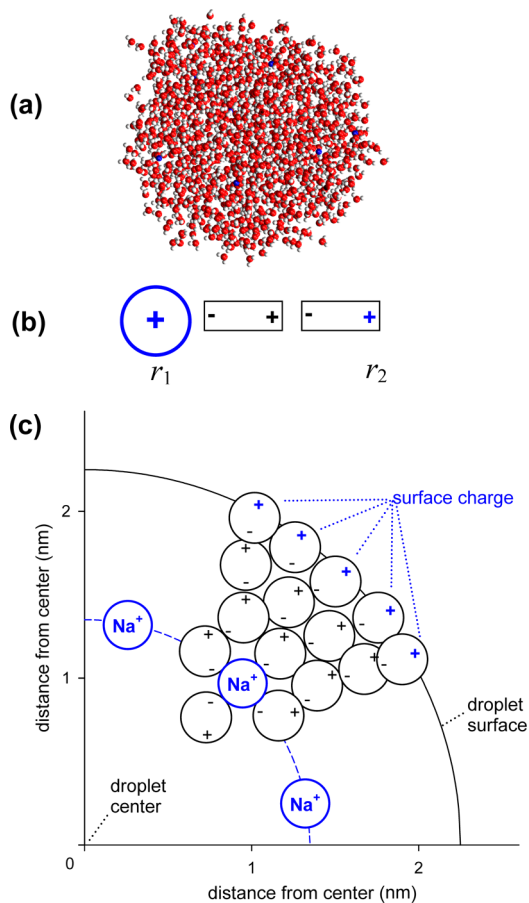 (a)
(b)
+ - + - +
r1 r2
(c)
2
1
0
1
2
distance from center (nm)
distance from center (nm)
surface charge
Na+
Na+
Na+
droplet
surface
droplet
center